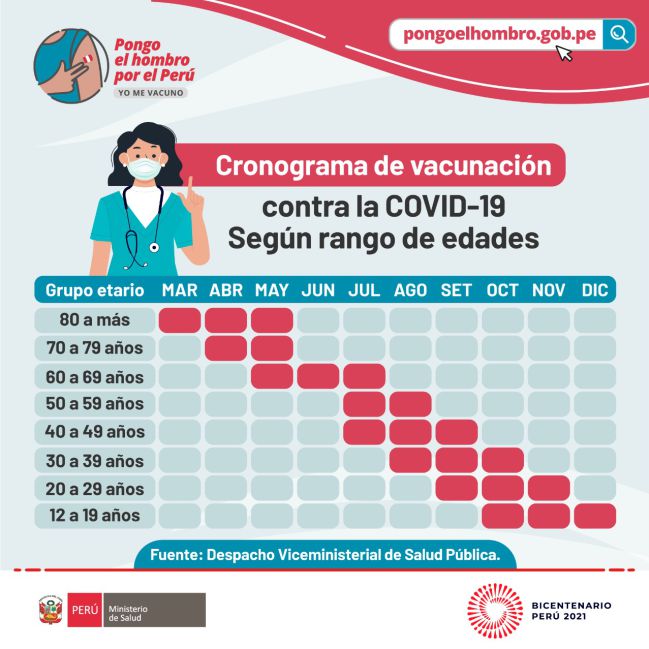 Pongo
el hombro
por el Perú
YO ME VACUNO
pongoelhombro.gob.pe
Cronograma de vacunación
contra la COVID-19
Según rango de edades
Grupo etario MAR ABR MAY JUN JUL AGO SET OCT NOV DIC
80 a más
70 a 79 años
60 a 69 años
50 a 59 años
40 a 49 años
30 a 39 años
20 a 29 años
12 a 19 años
Fuente: Despacho Viceministerial de Salud Pública.
PERÚ
Ministerio
de Salud
BICENTENARIO
PERÚ 2021